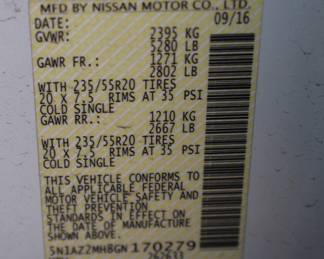 MFD BY NISSAN MOTOR CO., LTD.
DATE: 09/16
GVWR: 2395 KG
5280 LB
GAWR FR.: 1271 KG
2802 LB
WITH 235/55R20 TIRES
20 X 7.5 RIMS AT 35 PSI
COLD SINGLE
GAWR RR.: 1210 KG
2667 LB
WITH 235/55R20 TIRES
20 X 7.5 RIMS AT 35 PSI
COLD SINGLE
THIS VEHICLE CONFORMS TO
ALL APPLICABLE FEDERAL
MOTOR VEHICLE SAFETY AND
THEFT PREVENTION
STANDARDS IN EFFECT ON
THE DATE OF MANUFACTURE
SHOWN ABOVE.
5N1AZ2MH8GN170279